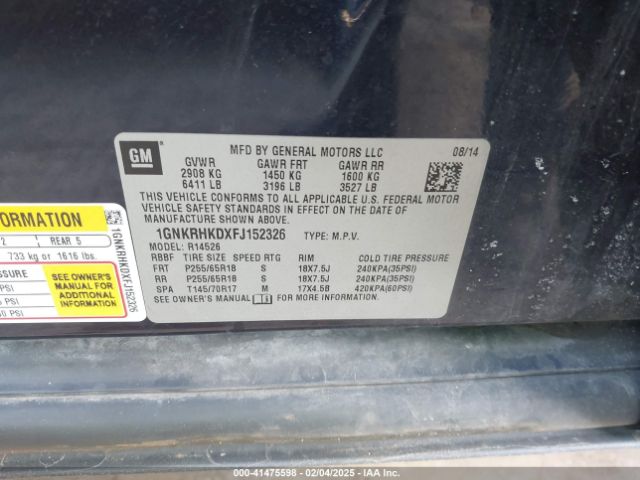 GM
MFD BY GENERAL MOTORS LLC 08/14
GVWR GAWR FRT GAWR RR
2908 KG 1450 KG 1600 KG
6411 LB 3196 LB 3527 LB
THIS VEHICLE CONFORMS TO ALL APPLICABLE U.S. FEDERAL MOTOR
VEHICLE SAFETY STANDARDS IN EFFECT ON THE DATE OF
MANUFACTURE SHOWN ABOVE.
1GNKRHKDXFJ152326 TYPE: M.P.V.
MODEL: R14526
RBBF TIRE SIZE SPEED RTG RIM COLD TIRE PRESSURE
FRT P255/65R18 S 18X7.5J 240KPA(35PSI)
RR P255/65R18 S 18X7.5J 240KPA(35PSI)
SPA T145/70R17 M 17X4.5B 420KPA(60PSI)
SEE OWNER'S MANUAL FOR MORE INFORMATION.
FORMATION
2 REAR 5
733 kg or 1616 lbs.
SEE OWNER'S
MANUAL FOR
ADDITIONAL
INFORMATION
1GNKRHKDXFJ152326
02-41475598 - 02/04/2025 - IAA Inc.